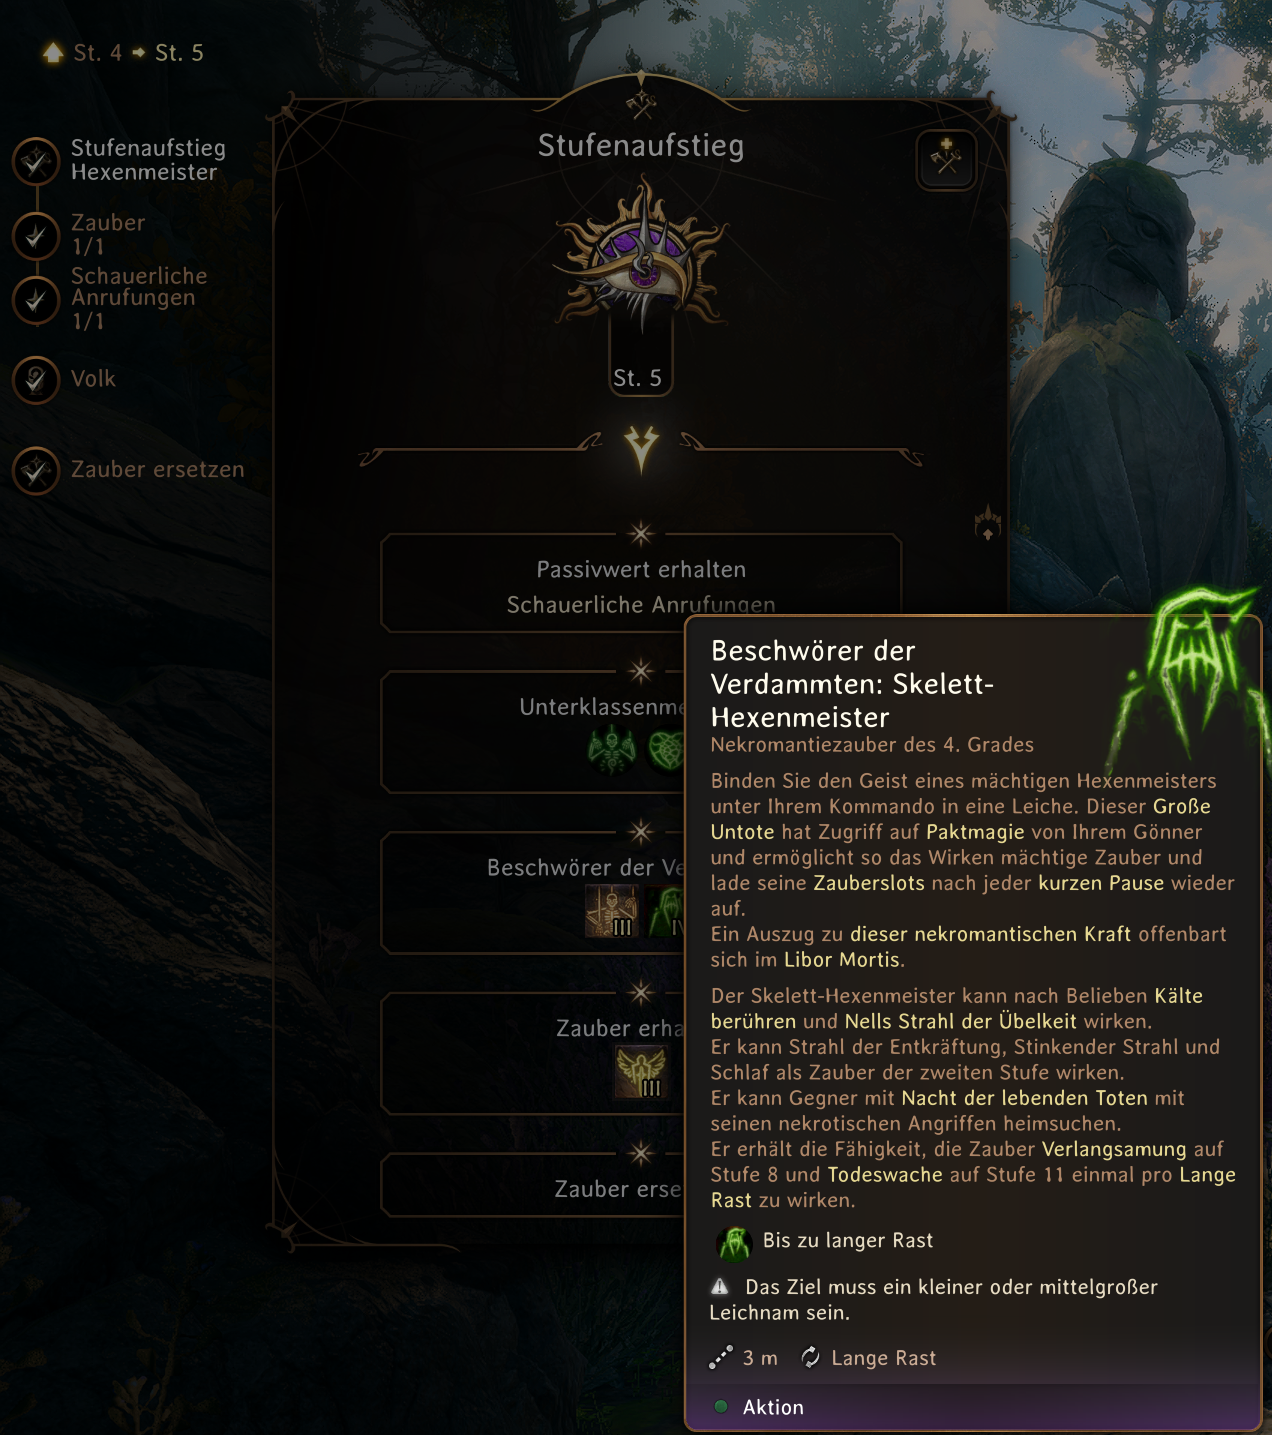 St. 4 St. 5
Stufenaufstieg
Hexenmeister
Zauber
1/1
Schauerliche
Anrufungen
1/1
Volk
Zauber ersetzen
Stufenaufstieg
St. 5
Passivwert erhalten
Schauerliche Anrufungen
Unterklassenme
Beschwörer der Ve
III
Zauber erha
III
Zauber erse
Beschwörer der
Verdammten: Skelett-
Hexenmeister
Nekromantiezauber des 4. Grades
Binden Sie den Geist eines mächtigen Hexenmeisters
unter Ihrem Kommando in eine Leiche. Dieser Große
Untote hat Zugriff auf Paktmagie von Ihrem Gönner
und ermöglicht so das Wirken mächtige Zauber und
lade seine Zauberslots nach jeder kurzen Pause wieder
auf.
Ein Auszug zu dieser nekromantischen Kraft offenbart
sich im Libor Mortis.
Der Skelett-Hexenmeister kann nach Belieben Kälte
berühren und Nells Strahl der Übelkeit wirken.
Er kann Strahl der Entkräftung, Stinkender Strahl und
Schlaf als Zauber der zweiten Stufe wirken.
Er kann Gegner mit Nacht der lebenden Toten mit
seinen nekrotischen Angriffen heimsuchen.
Er erhält die Fähigkeit, die Zauber Verlangsamung auf
Stufe 8 und Todeswache auf Stufe 11 einmal pro Lange
Rast zu wirken.
Bis zu langer Rast
Das Ziel muss ein kleiner oder mittelgroßer
Leichnam sein.
3 m Lange Rast
Aktion